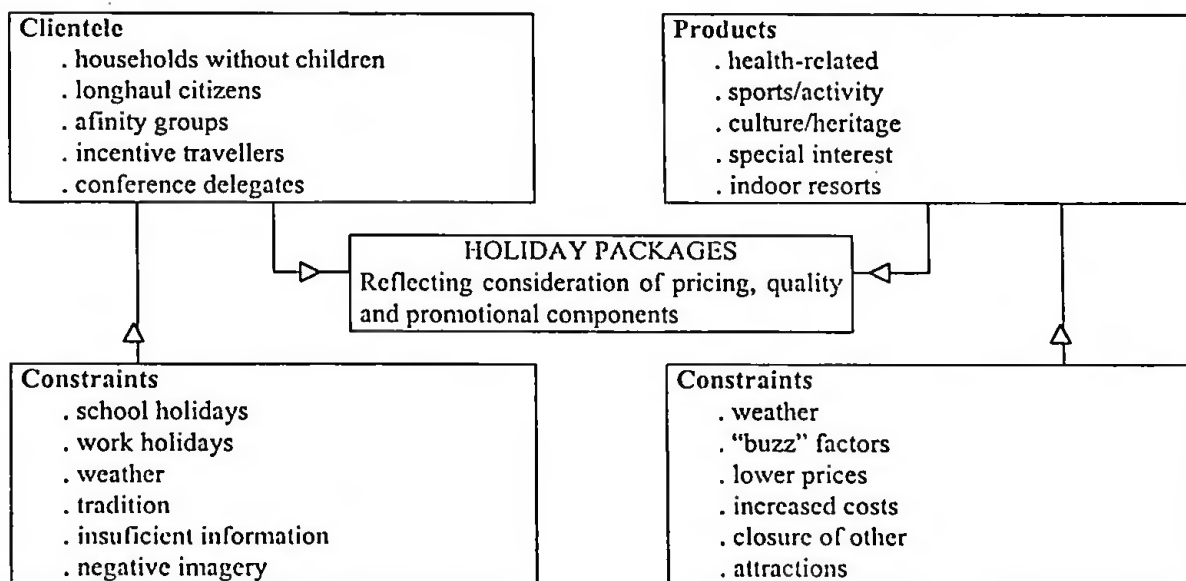 Clientele
. households without children
. longhaul citizens
. afinity groups
. incentive travellers
. conference delegates
Products
. health-related
. sports/activity
. culture/heritage
. special interest
. indoor resorts
HOLIDAY PACKAGES
Reflecting consideration of pricing, quality
and promotional components
Constraints
. school holidays
. work holidays
. weather
. tradition
. insuficient information
. negative imagery
Constraints
. weather
. "buzz" factors
. lower prices
. increased costs
. closure of other
. attractions